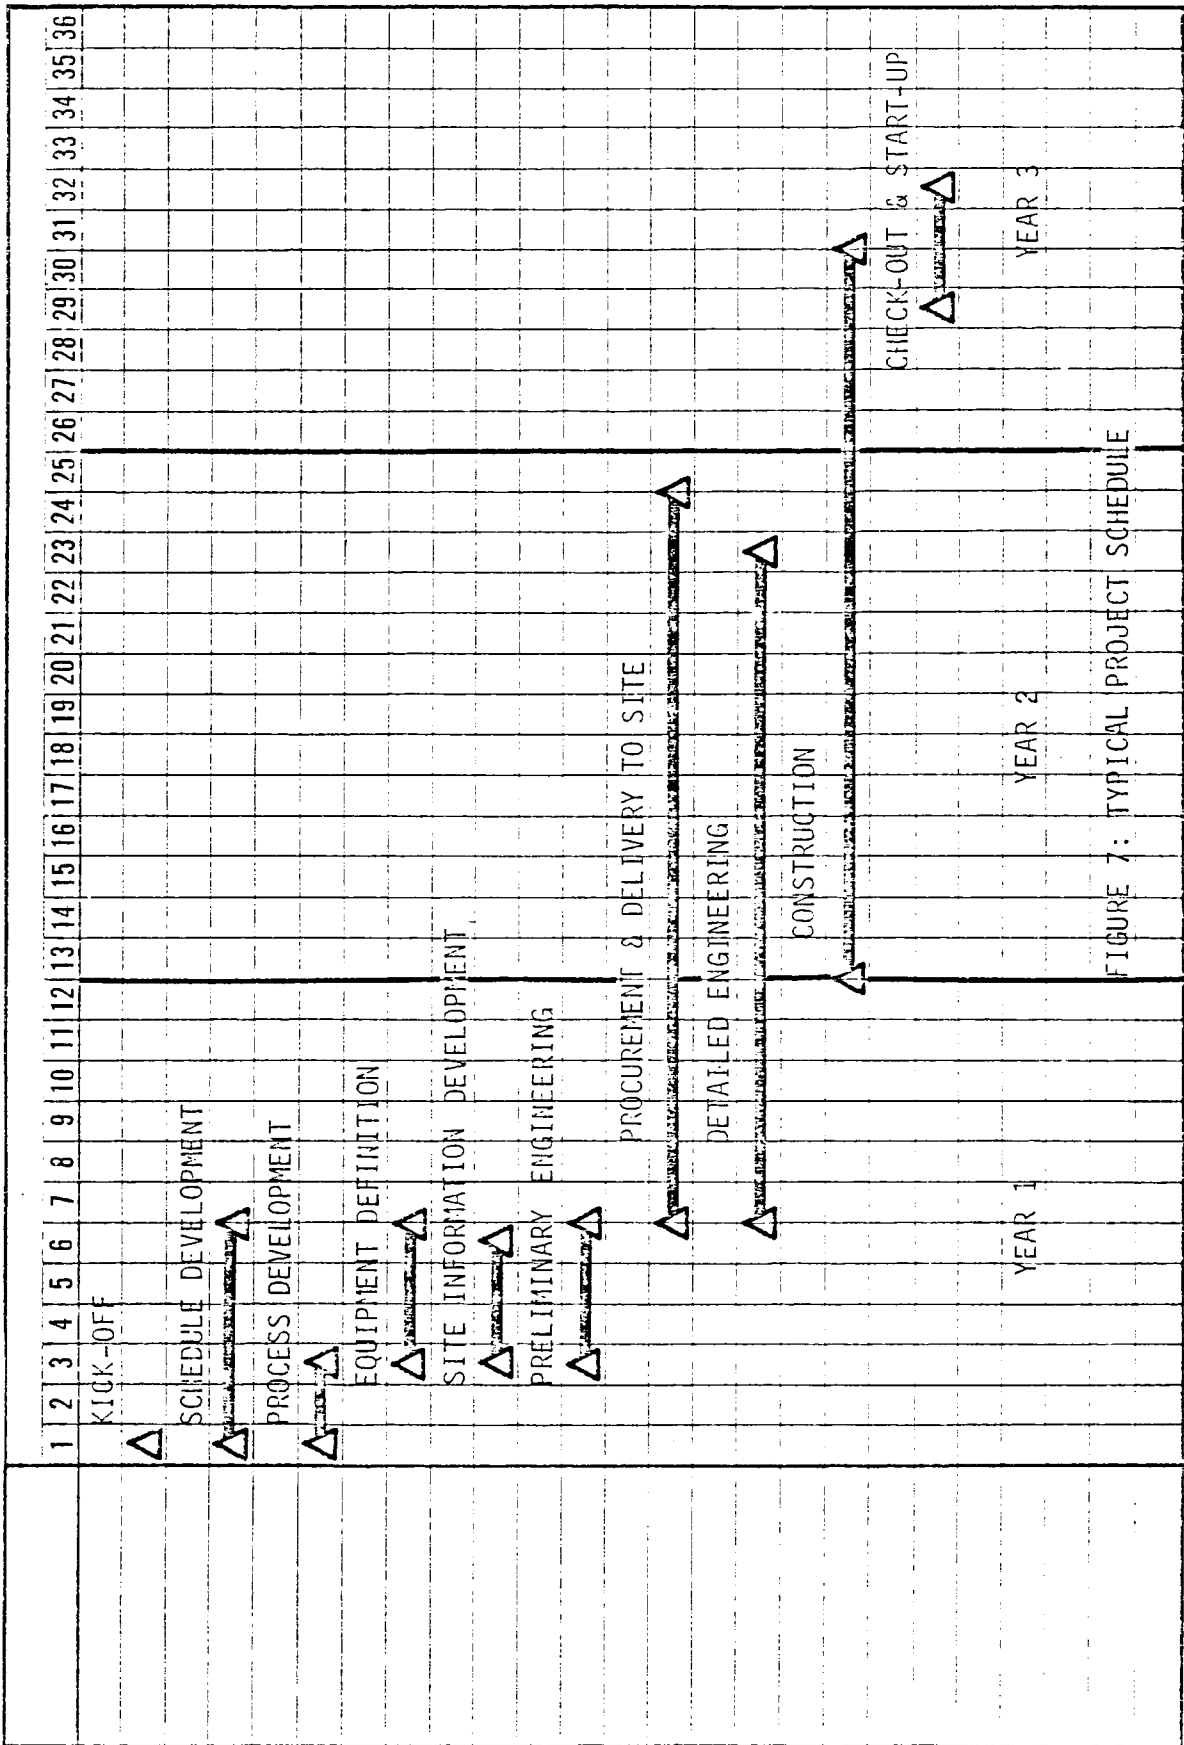 1 2 3 4 5 6 7 8 9 10 11 12 13 14 15 16 17 18 19 20 21 22 23 24 25 26 27 28 29 30 31 32 33 34 35 36
KICK-OFF
SCHEDULE DEVELOPMENT
PROCESS DEVELOPMENT
EQUIPMENT DEFINITION
SITE INFORMATION DEVELOPMENT
PRELIMINARY ENGINEERING
PROCUREMENT & DELIVERY TO SITE
DETAILED ENGINEERING
CONSTRUCTION
CHECK-OUT & START-UP
YEAR 1 YEAR 2 YEAR 3
FIGURE 7: TYPICAL PROJECT SCHEDULE